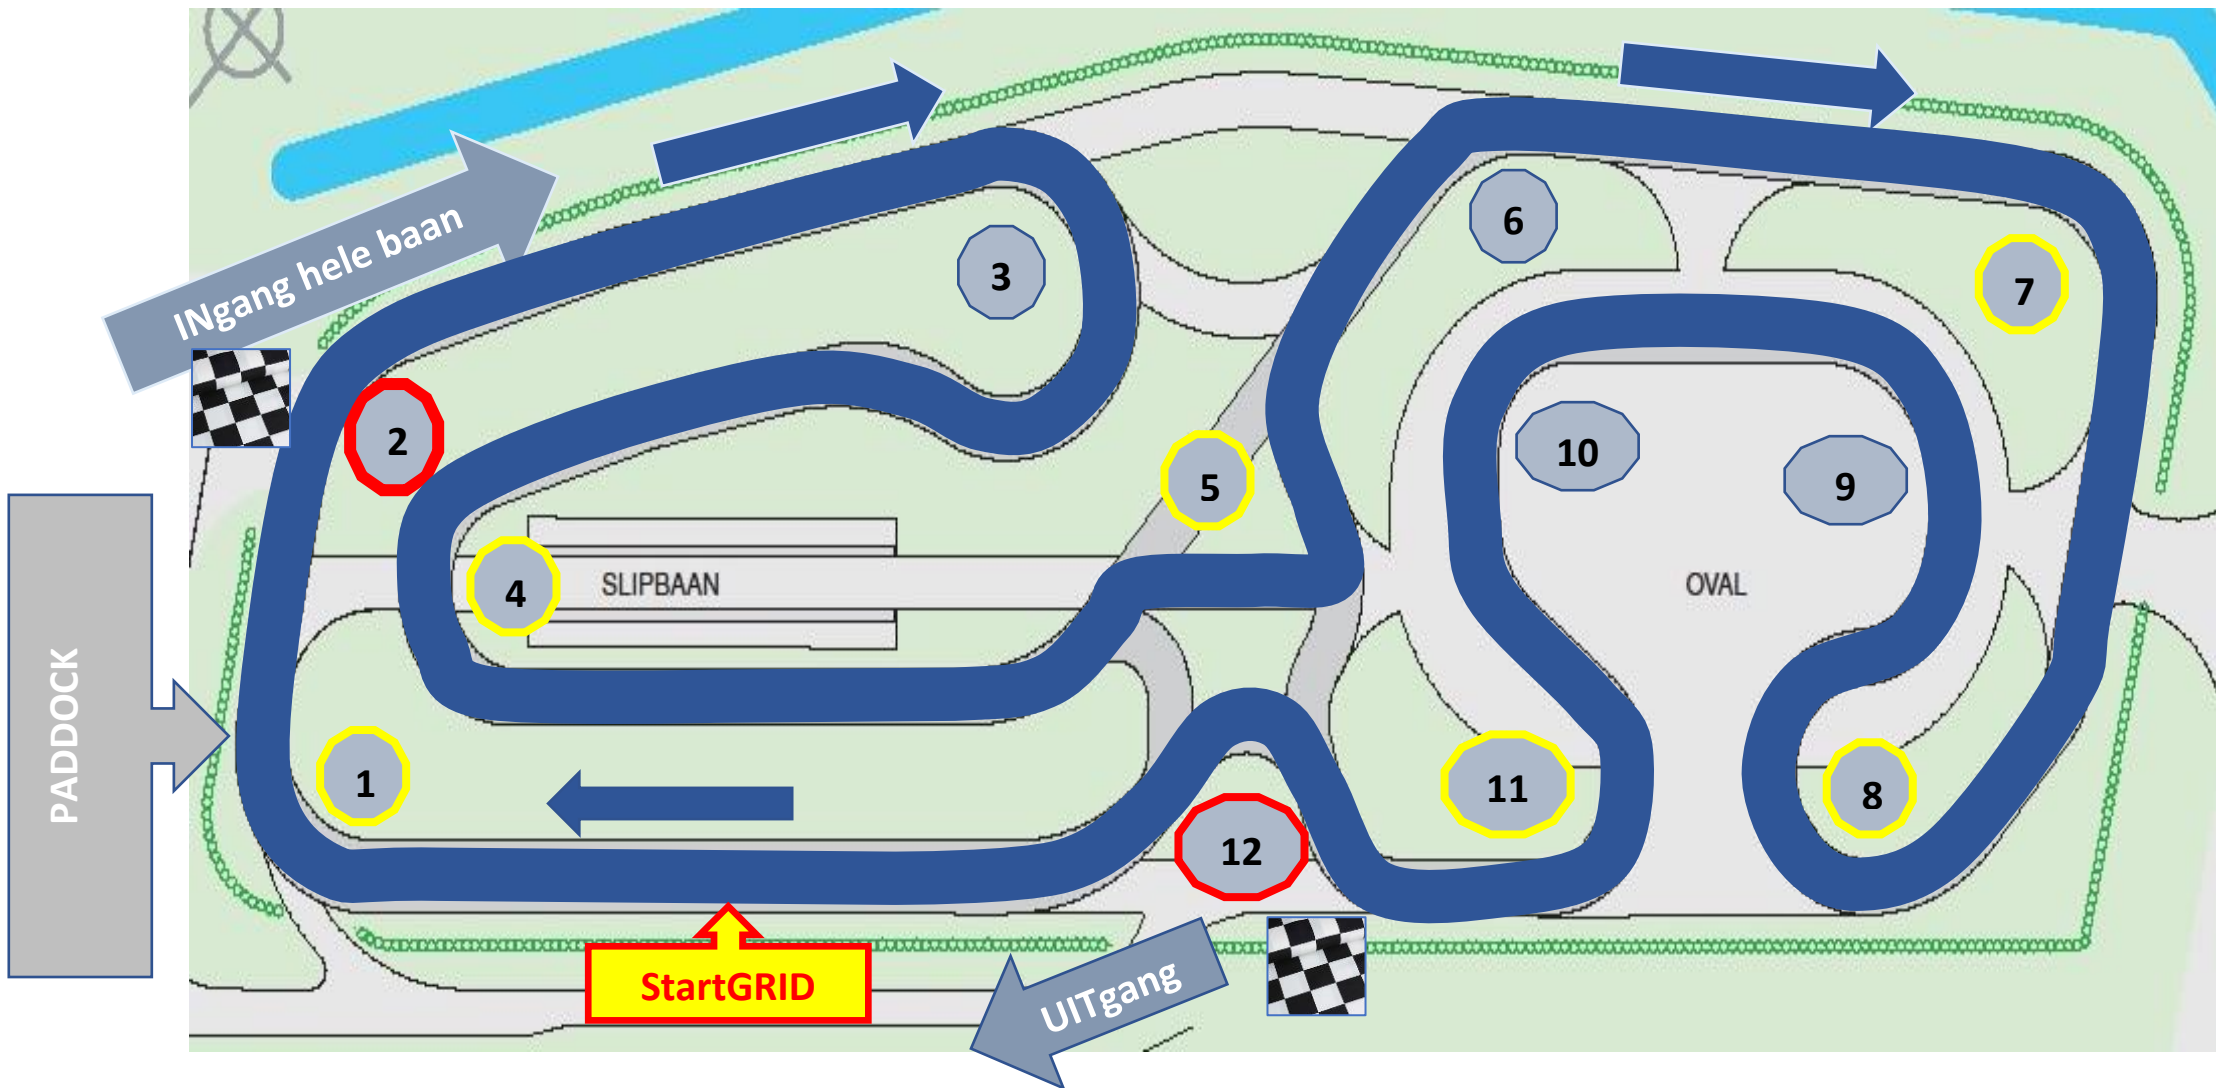 INgang hele baan
6
3
7
2
10
9
5
4
SLIPBAAN
OVAL
PADDOCK
1
11
8
12
StartGRID
UITgang